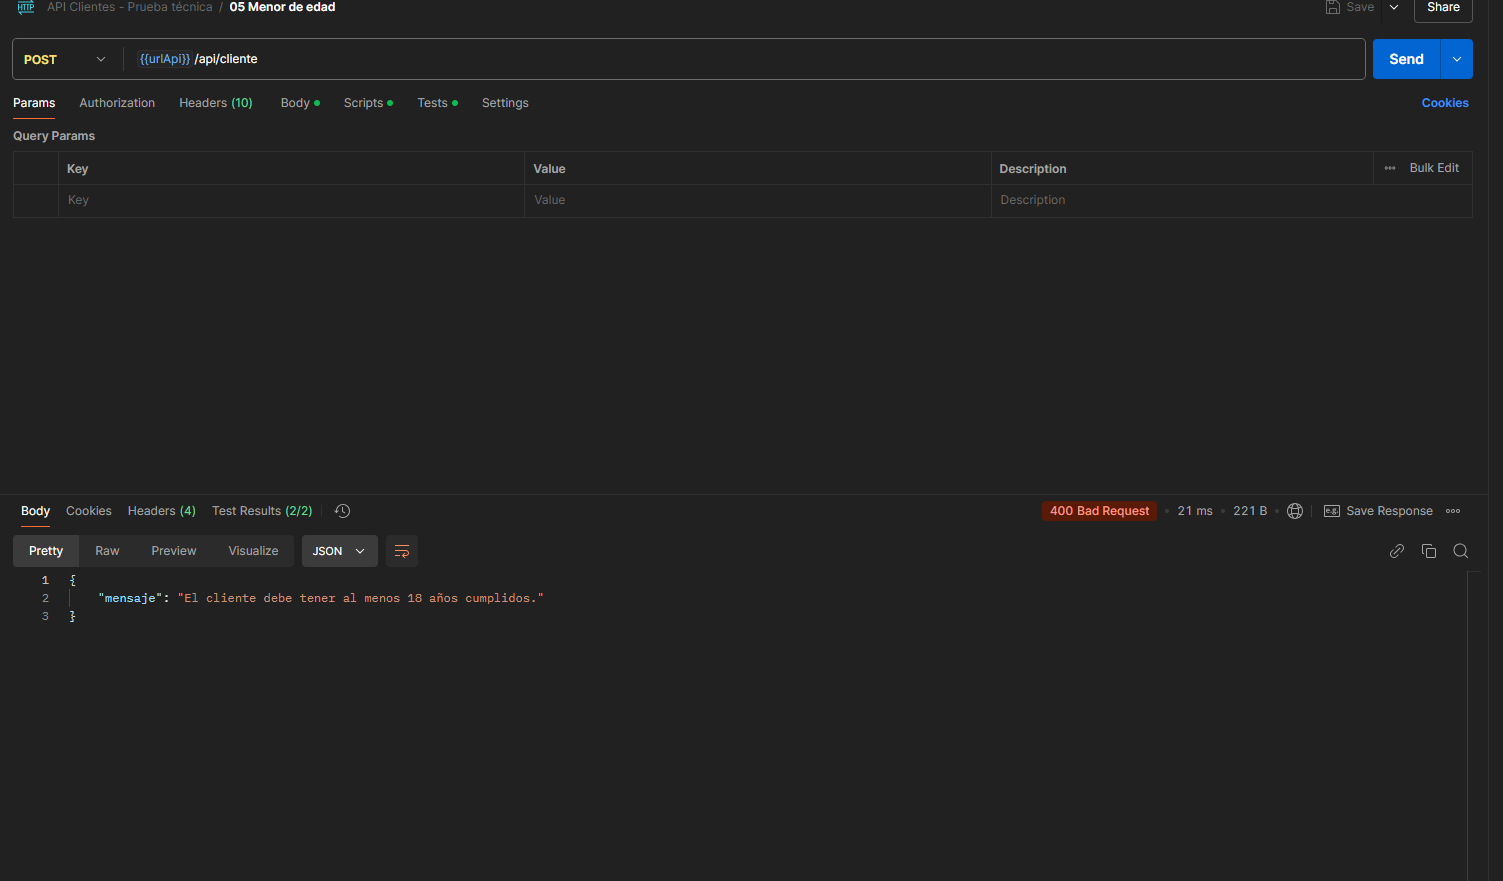 HTTP API Clientes - Prueba técnica / 05 Menor de edad Save Share
POST {{urlApi}} /api/cliente Send
Params Authorization Headers (10) Body Scripts Tests Settings Cookies
Query Params
Key Value Description Bulk Edit
Key Value Description
Body Cookies Headers (4) Test Results (2/2) 400 Bad Request 21 ms 221 B e.g. Save Response
Pretty Raw Preview Visualize JSON
1 {
2 "mensaje": "El cliente debe tener al menos 18 años cumplidos."
3 }